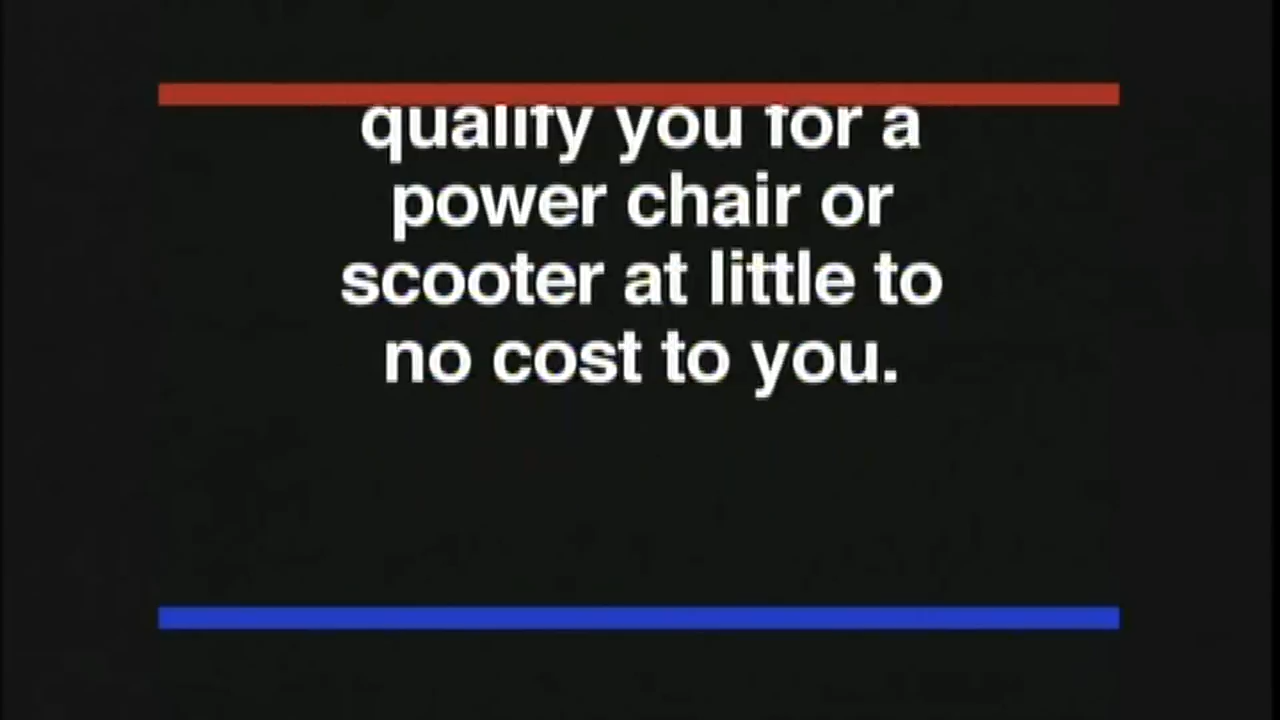 qualify you for a
power chair or
scooter at little to
no cost to you.